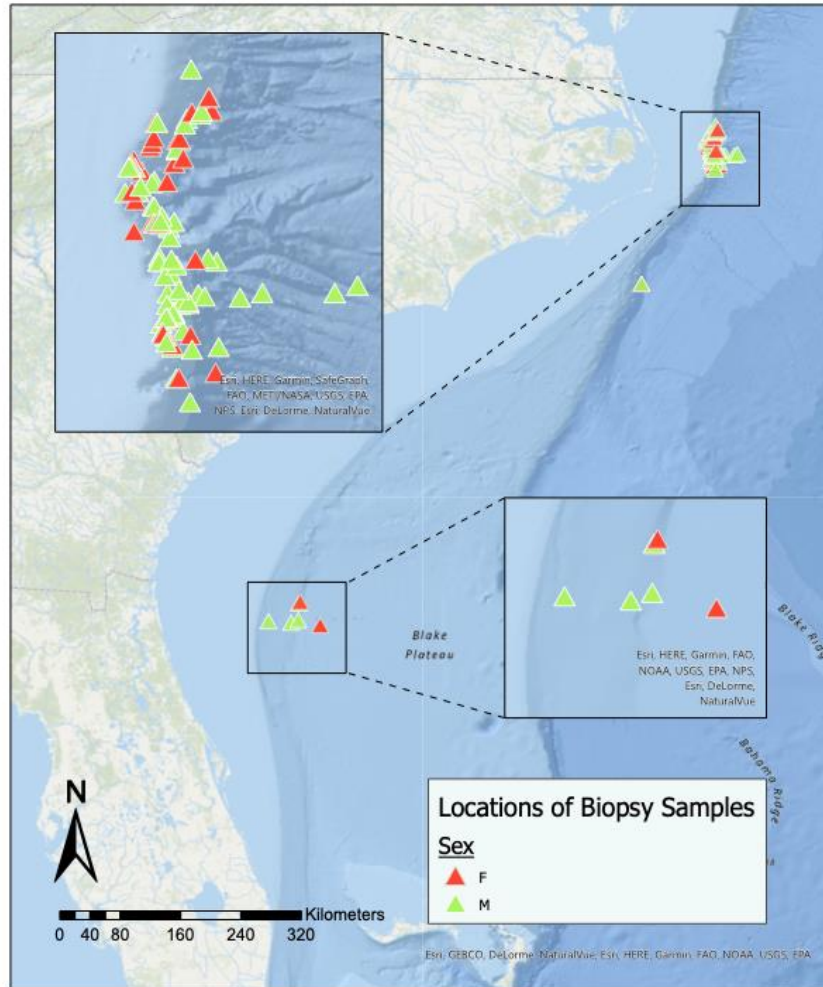 Esri, HERE, Garmin, SafeGraph,
FAO, METI/NASA, USGS, EPA,
NPS, Esri, DeLorme, NaturalVue
Blake
Plateau
Esri, HERE, Garmin, FAO,
NOAA, USGS, EPA, NPS,
Esri, DeLorme,
NaturalVue
Blake Ridg
Bahama Ridge
N
Kilometers
0 40 80 160 240 320
Locations of Biopsy Samples
Sex
F
M
Esri, GEBCO, DeLorme, NaturalVue, Esri, HERE, Garmin, FAO, NOAA, USGS, EPA